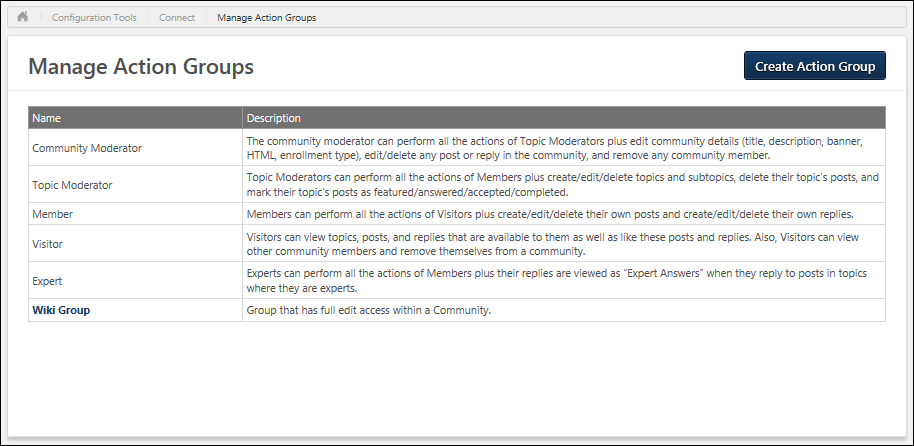 Configuration Tools Connect Manage Action Groups
Manage Action Groups
Create Action Group
Name Description
Community Moderator
The community moderator can perform all the actions of Topic Moderators plus edit community details (title, description, banner,
HTML, enrollment type), edit/delete any post or reply in the community, and remove any community member.
Topic Moderator
Topic Moderators can perform all the actions of Members plus create/edit/delete topics and subtopics, delete their topic's posts, and
mark their topic's posts as featured/answered/accepted/completed.
Member
Members can perform all the actions of Visitors plus create/edit/delete their own posts and create/edit/delete their own replies.
Visitor
Visitors can view topics, posts, and replies that are available to them as well as like these posts and replies. Also, Visitors can view
other community members and remove themselves from a community.
Expert
Experts can perform all the actions of Members plus their replies are viewed as “Expert Answers” when they reply to posts in topics
where they are experts.
Wiki Group
Group that has full edit access within a Community.